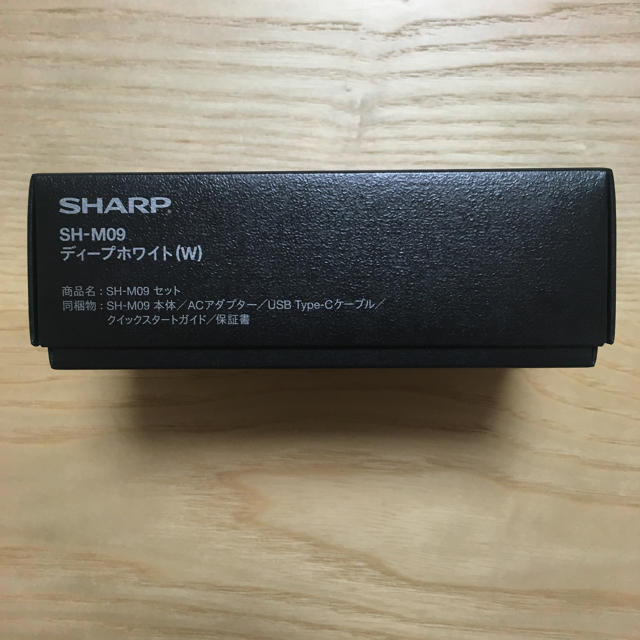 SHARP
SH-M09
ディープホワイト(W)
商品名：SH-M09 セット
同梱物：SH-M09 本体／ACアダプター／USB Type-Cケーブル／
クイックスタートガイド／保証書